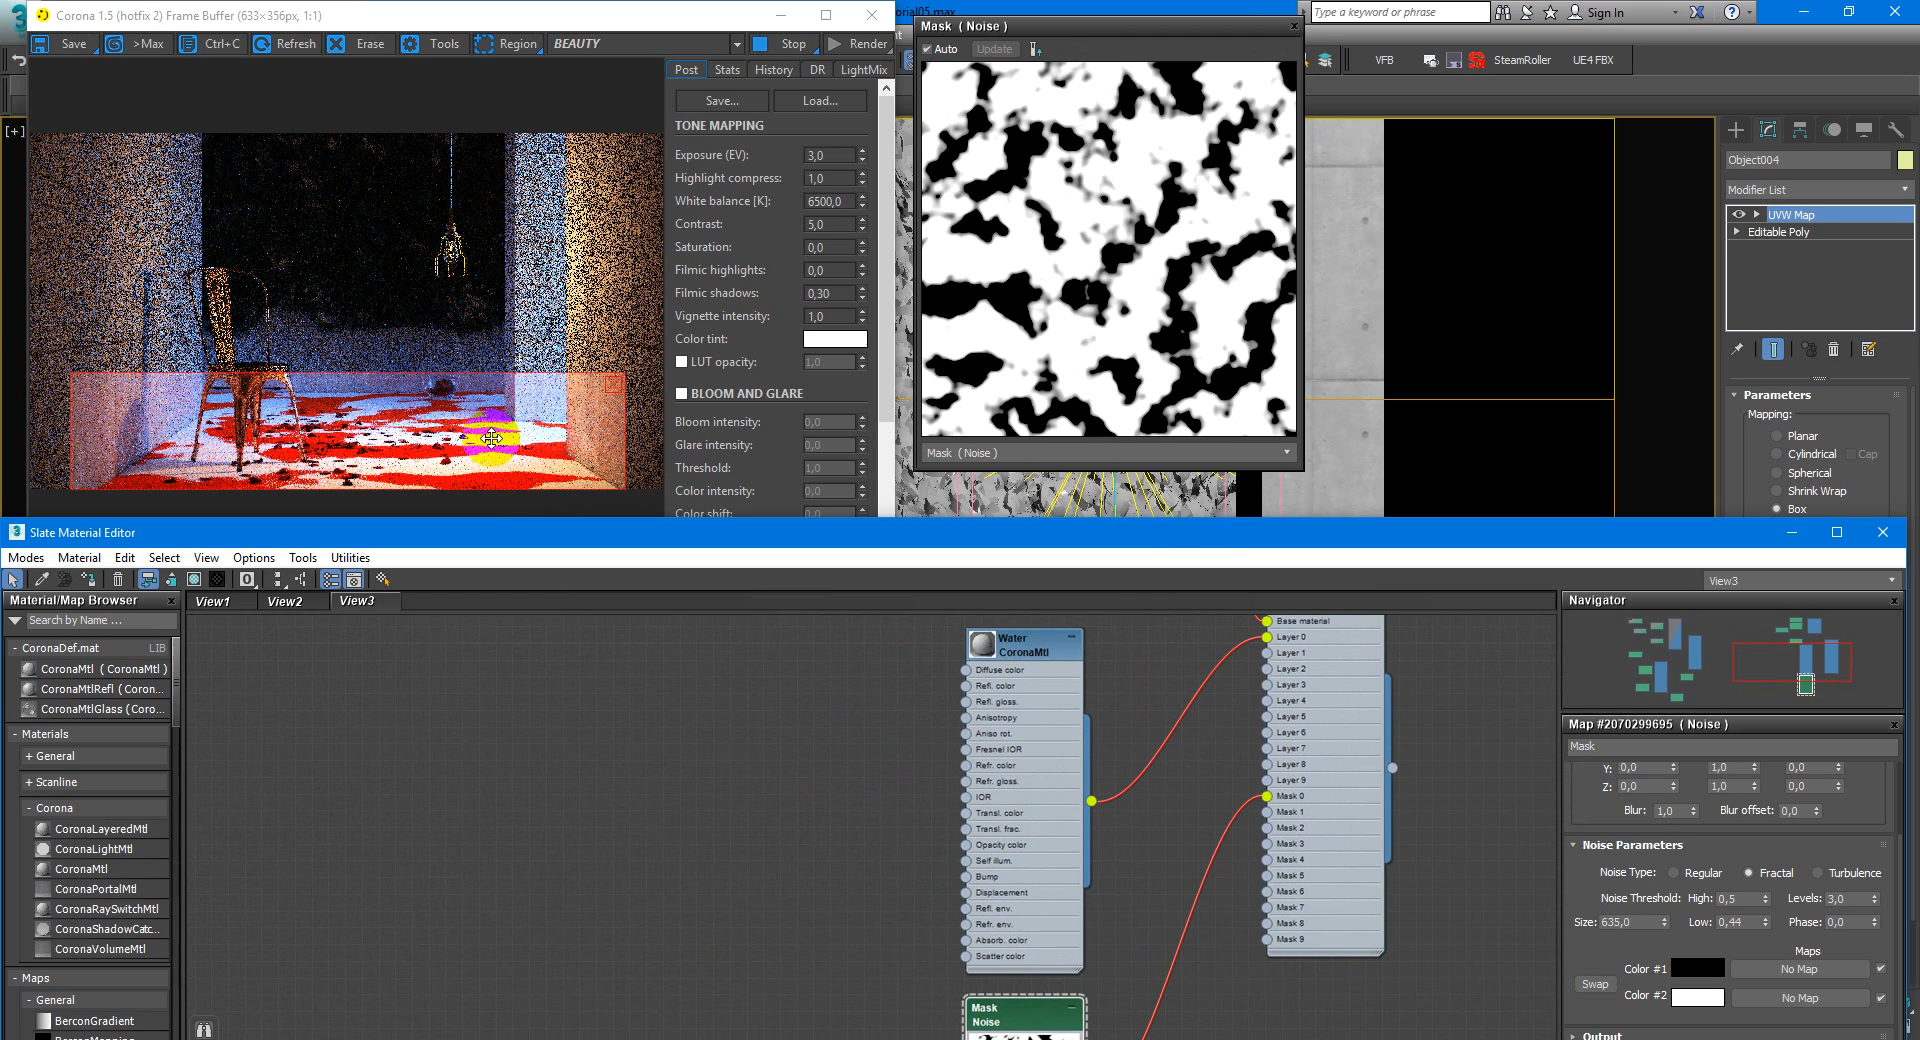 Corona 1.5 (hotfix 2) Frame Buffer (633×356px, 1:1)
Save
>Max
Ctrl+C
Refresh
Erase
Tools
Region
BEAUTY
Stop
Render
Post
Stats
History
DR
LightMix
Save...
Load...
TONE MAPPING
Exposure (EV): 3,0
Highlight compress: 1,0
White balance [K]: 6500,0
Contrast: 5,0
Saturation: 0,0
Filmic highlights: 0,0
Filmic shadows: 0,30
Vignette intensity: 1,0
Color tint:
LUT opacity: 1,0
BLOOM AND GLARE
Bloom intensity: 0,0
Glare intensity: 0,0
Threshold: 1,0
Color intensity: 0,0
Color shift: 0,0
[+]
orial05.max
Mask ( Noise )
Auto
Update
Mask ( Noise )
Type a keyword or phrase
Sign In
VFB
SteamRoller
UE4 FBX
Object004
Modifier List
UVW Map
Editable Poly
Parameters
Mapping:
Planar
Cylindrical
Cap
Spherical
Shrink Wrap
Box
Slate Material Editor
Modes Material Edit Select View Options Tools Utilities
View3
Material/Map Browser
Search by Name ...
- CoronaDef.mat LIB
CoronaMtl ( CoronaMtl )
CoronaMtlRefl (Coron...
CoronaMtlGlass (Coro...
- Materials
+ General
+ Scanline
- Corona
CoronaLayeredMtl
CoronaLightMtl
CoronaMtl
CoronaPortalMtl
CoronaRaySwitchMtl
CoronaShadowCatc...
CoronaVolumeMtl
- Maps
- General
BerconGradient
View1
View2
View3
Water
CoronaMtl
Diffuse color
Refl. color
Refl. gloss.
Anisotropy
Aniso rot.
Fresnel IOR
Refr. color
Refr. gloss.
IOR
Transl. color
Transl. frac.
Opacity color
Self illum.
Bump
Displacement
Refl. env.
Refr. env.
Absorb. color
Scatter color
Mask
Noise
Base material
Layer 0
Layer 1
Layer 2
Layer 3
Layer 4
Layer 5
Layer 6
Layer 7
Layer 8
Layer 9
Mask 0
Mask 1
Mask 2
Mask 3
Mask 4
Mask 5
Mask 6
Mask 7
Mask 8
Mask 9
Navigator
Map #2070299695 ( Noise )
Mask
Y: 0,0 1,0 0,0
Z: 0,0 1,0 0,0
Blur: 1,0 Blur offset: 0,0
Noise Parameters
Noise Type: Regular Fractal Turbulence
Noise Threshold: High: 0,5 Levels: 3,0
Size: 635,0 Low: 0,44 Phase: 0,0
Maps
Color #1 No Map
Swap
Color #2 No Map
Output